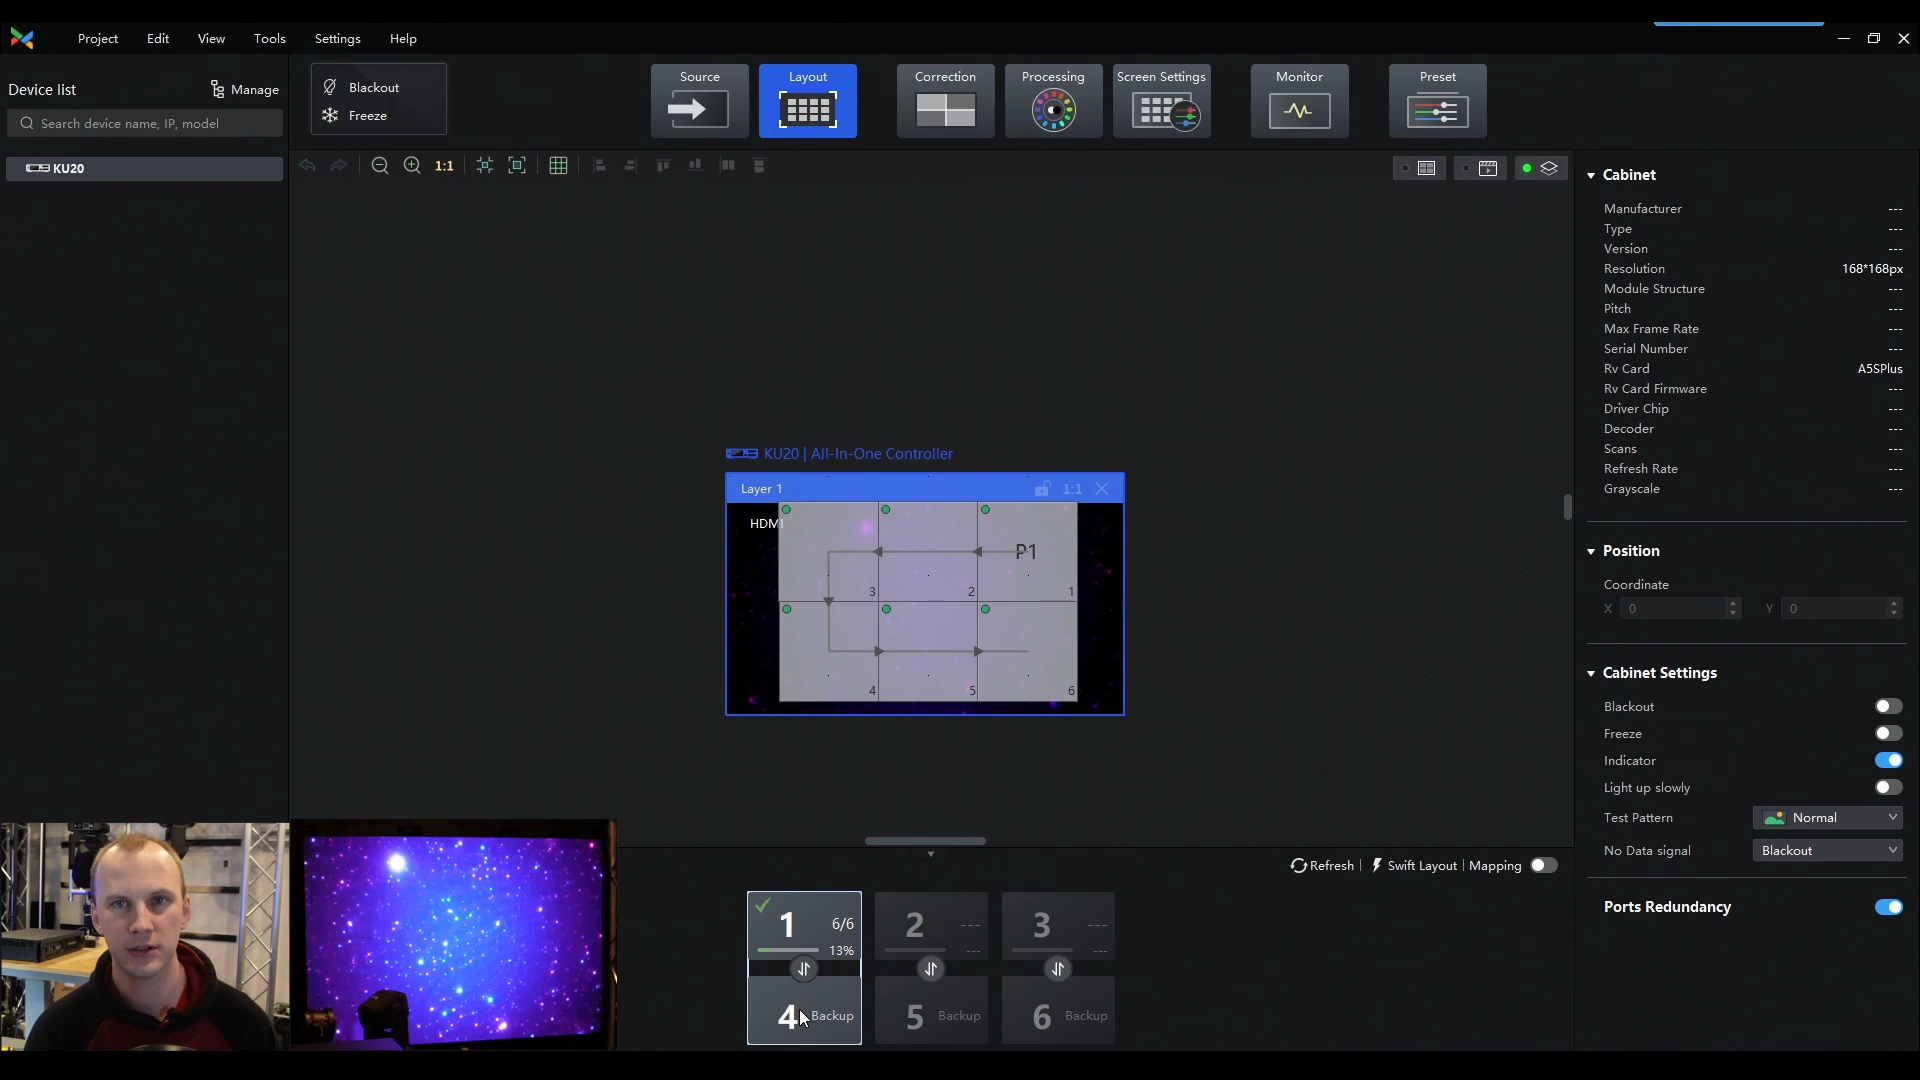 Project Edit View Tools Settings Help
Device list Manage
Search device name, IP, model
KU20
Blackout
Freeze
Source Layout Correction Processing Screen Settings Monitor Preset
1:1
KU20 | All-In-One Controller
Layer 1 1:1
HDMI
P1
3 2 1
4 5 6
Cabinet
Manufacturer ---
Type ---
Version ---
Resolution 168*168px
Module Structure ---
Pitch ---
Max Frame Rate ---
Serial Number ---
Rv Card A5SPlus
Rv Card Firmware ---
Driver Chip ---
Decoder ---
Scans ---
Refresh Rate ---
Grayscale ---
Position
Coordinate
X 0 Y 0
Cabinet Settings
Blackout
Freeze
Indicator
Light up slowly
Test Pattern Normal
No Data signal Blackout
Ports Redundancy
Refresh | Swift Layout | Mapping
1 6/6 13%
2 --- ---
3 --- ---
4 Backup
5 Backup
6 Backup